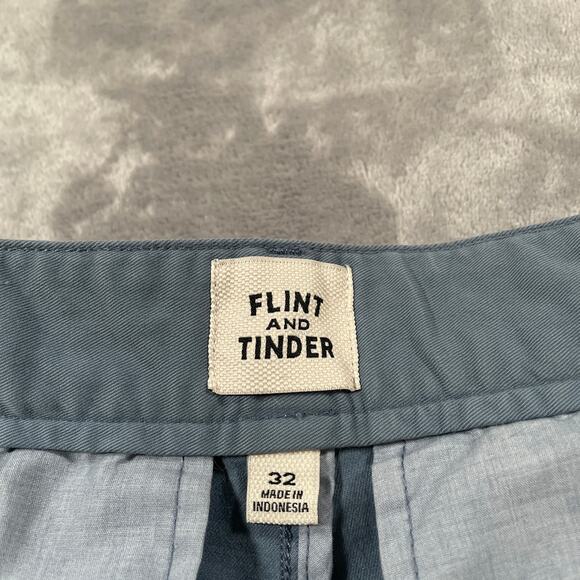 FLINT
AND
TINDER
32
MADE IN
INDONESIA